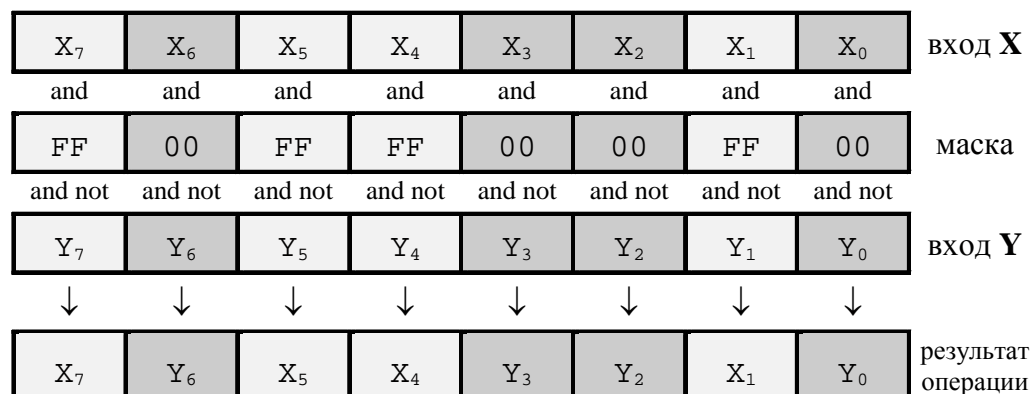 X₇ X₆ X₅ X₄ X₃ X₂ X₁ X₀ вход X
and and and and and and and and
FF 00 FF FF 00 00 FF 00 маска
and not and not and not and not and not and not and not and not
Y₇ Y₆ Y₅ Y₄ Y₃ Y₂ Y₁ Y₀ вход Y
↓ ↓ ↓ ↓ ↓ ↓ ↓ ↓
X₇ Y₆ X₅ X₄ Y₃ Y₂ X₁ Y₀ результат
операции